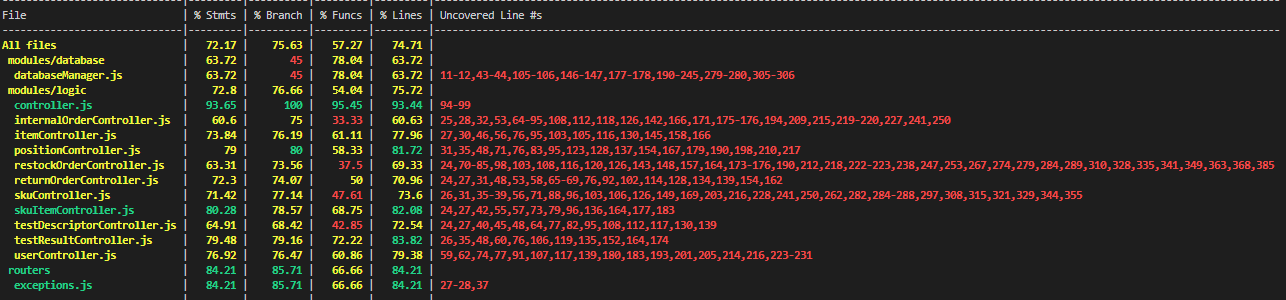 File | % Stmts | % Branch | % Funcs | % Lines | Uncovered Line #s
All files | 72.17 | 75.63 | 57.27 | 74.71 |
modules/database | 63.72 | 45 | 78.04 | 63.72 |
databaseManager.js | 63.72 | 45 | 78.04 | 63.72 | 11-12,43-44,105-106,146-147,177-178,190-245,279-280,305-306
modules/logic | 72.8 | 76.66 | 54.04 | 75.72 |
controller.js | 93.65 | 100 | 95.45 | 93.44 | 94-99
internalOrderController.js | 60.6 | 75 | 33.33 | 60.63 | 25,28,32,53,64-95,108,112,118,126,142,166,171,175-176,194,209,215,219-220,227,241,250
itemController.js | 73.84 | 76.19 | 61.11 | 77.96 | 27,30,46,56,76,95,103,105,116,130,145,158,166
positionController.js | 79 | 80 | 58.33 | 81.72 | 31,35,48,71,76,83,95,123,128,137,154,167,179,190,198,210,217
restockOrderController.js | 63.31 | 73.56 | 37.5 | 69.33 | 24,70-85,98,103,108,116,120,126,143,148,157,164,173-176,190,212,218,222-223,238,247,253,267,274,279,284,289,310,328,335,341,349,363,368,385
returnOrderController.js | 72.3 | 74.07 | 50 | 70.96 | 24,27,31,48,53,58,65-69,76,92,102,114,128,134,139,154,162
skuController.js | 71.42 | 77.14 | 47.61 | 73.6 | 26,31,35-39,56,71,88,96,103,106,126,149,169,203,216,228,241,250,262,282,284-288,297,308,315,321,329,344,355
skuItemController.js | 80.28 | 78.57 | 68.75 | 82.08 | 24,27,42,55,57,73,79,96,136,164,177,183
testDescriptorController.js | 64.91 | 68.42 | 42.85 | 72.54 | 24,27,40,45,48,64,77,82,95,108,112,117,130,139
testResultController.js | 79.48 | 79.16 | 72.22 | 83.82 | 26,35,48,60,76,106,119,135,152,164,174
userController.js | 76.92 | 76.47 | 60.86 | 79.38 | 59,62,74,77,91,107,117,139,180,183,193,201,205,214,216,223-231
routers | 84.21 | 85.71 | 66.66 | 84.21 |
exceptions.js | 84.21 | 85.71 | 66.66 | 84.21 | 27-28,37